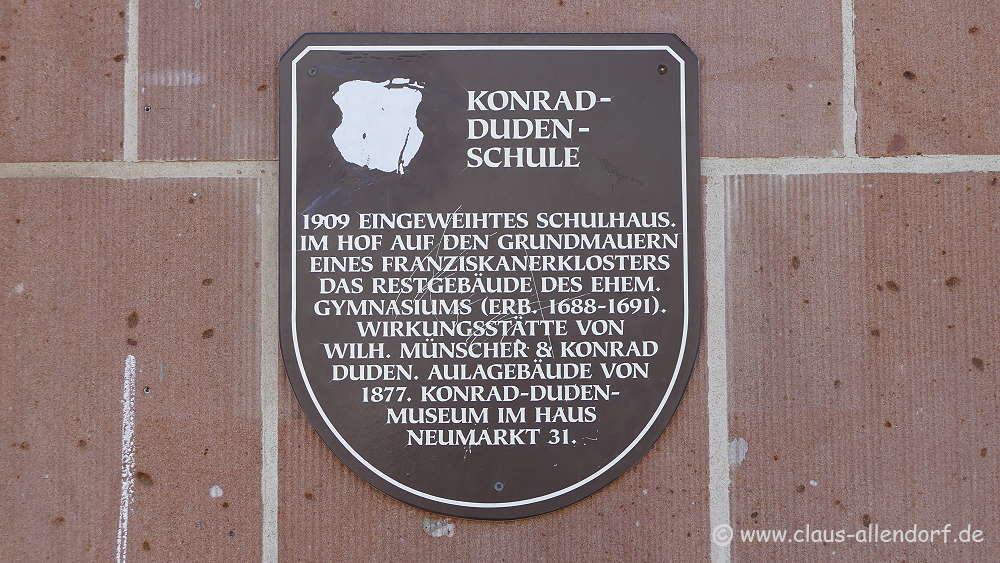 KONRAD-
DUDEN-
SCHULE
1909 EINGEWEIHTES SCHULHAUS.
IM HOF AUF DEN GRUNDMAUERN
EINES FRANZISKANERKLOSTERS
DAS RESTGEBÄUDE DES EHEM.
GYMNASIUMS (ERB. 1688-1691).
WIRKUNGSSTÄTTE VON
WILH. MÜNSCHER & KONRAD
DUDEN. AULAGEBÄUDE VON
1877. KONRAD-DUDEN-
MUSEUM IM HAUS
NEUMARKT 31.
© www.claus-allendorf.de